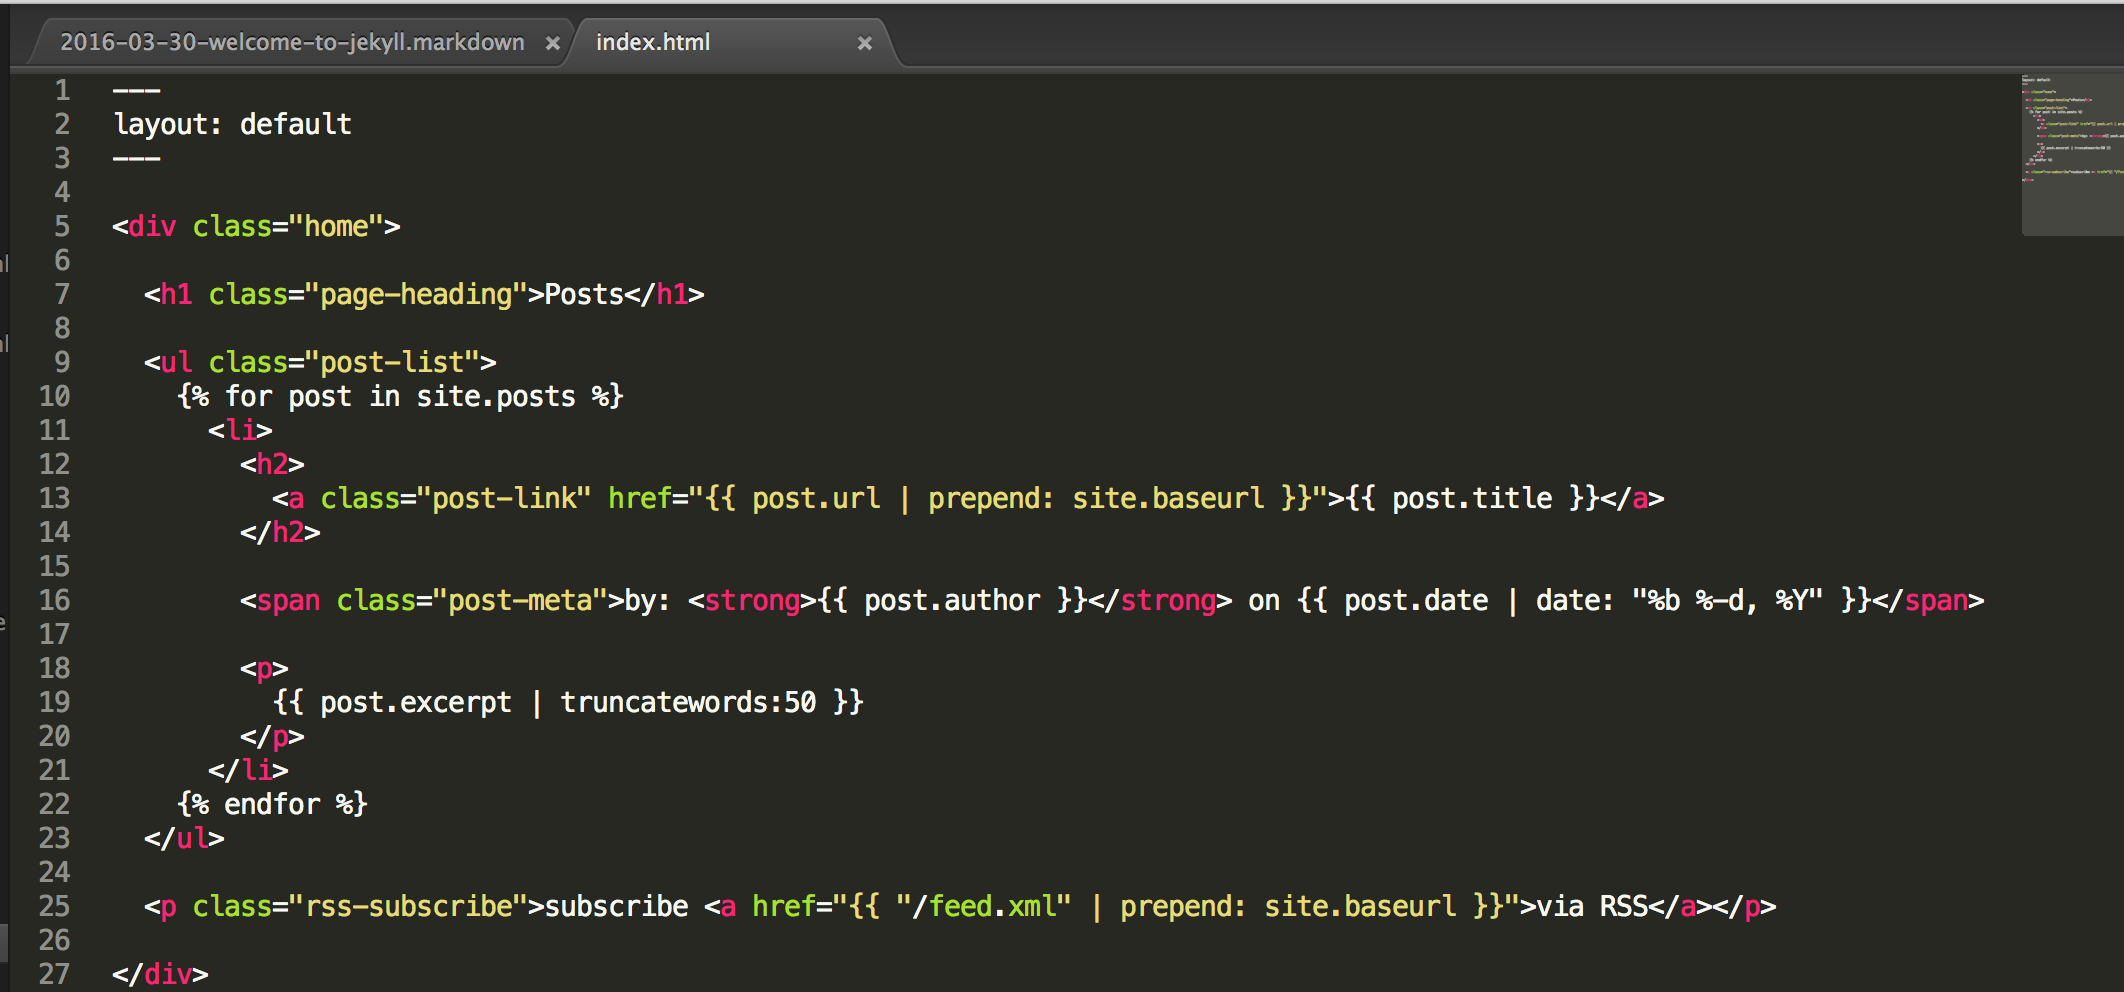 2016-03-30-welcome-to-jekyll.markdown × index.html ×
1 ---
2 layout: default
3 ---
4
5 <div class="home">
6
7 <h1 class="page-heading">Posts</h1>
8
9 <ul class="post-list">
10 {% for post in site.posts %}
11 <li>
12 <h2>
13 <a class="post-link" href="{{ post.url | prepend: site.baseurl }}">{{ post.title }}</a>
14 </h2>
15
16 <span class="post-meta">by: <strong>{{ post.author }}</strong> on {{ post.date | date: "%b %-d, %Y" }}</span>
17
18 <p>
19 {{ post.excerpt | truncatewords:50 }}
20 </p>
21 </li>
22 {% endfor %}
23 </ul>
24
25 <p class="rss-subscribe">subscribe <a href="{{ "/feed.xml" | prepend: site.baseurl }}">via RSS</a></p>
26
27 </div>